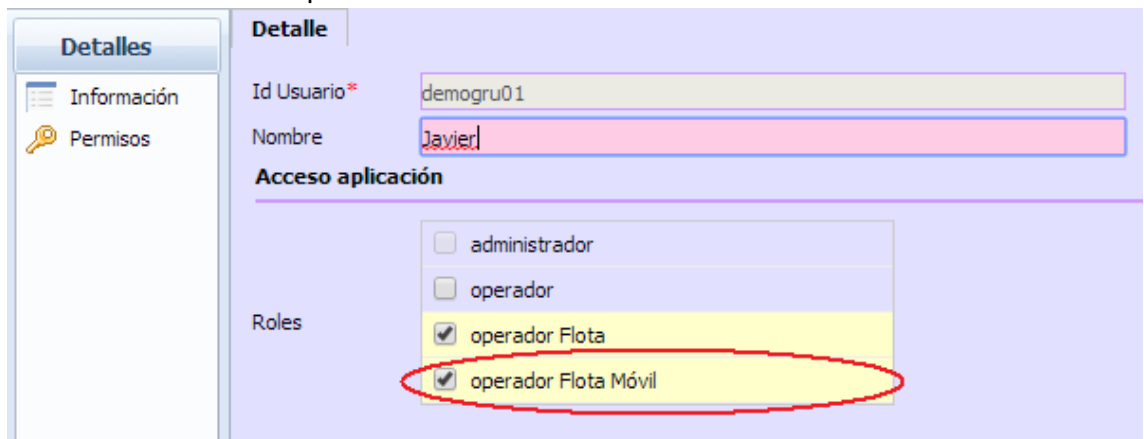 Detalles
Información
Permisos
Detalle
Id Usuario*
demogru01
Nombre
Javier
Acceso aplicación
Roles
administrador
operador
operador Flota
operador Flota Móvil